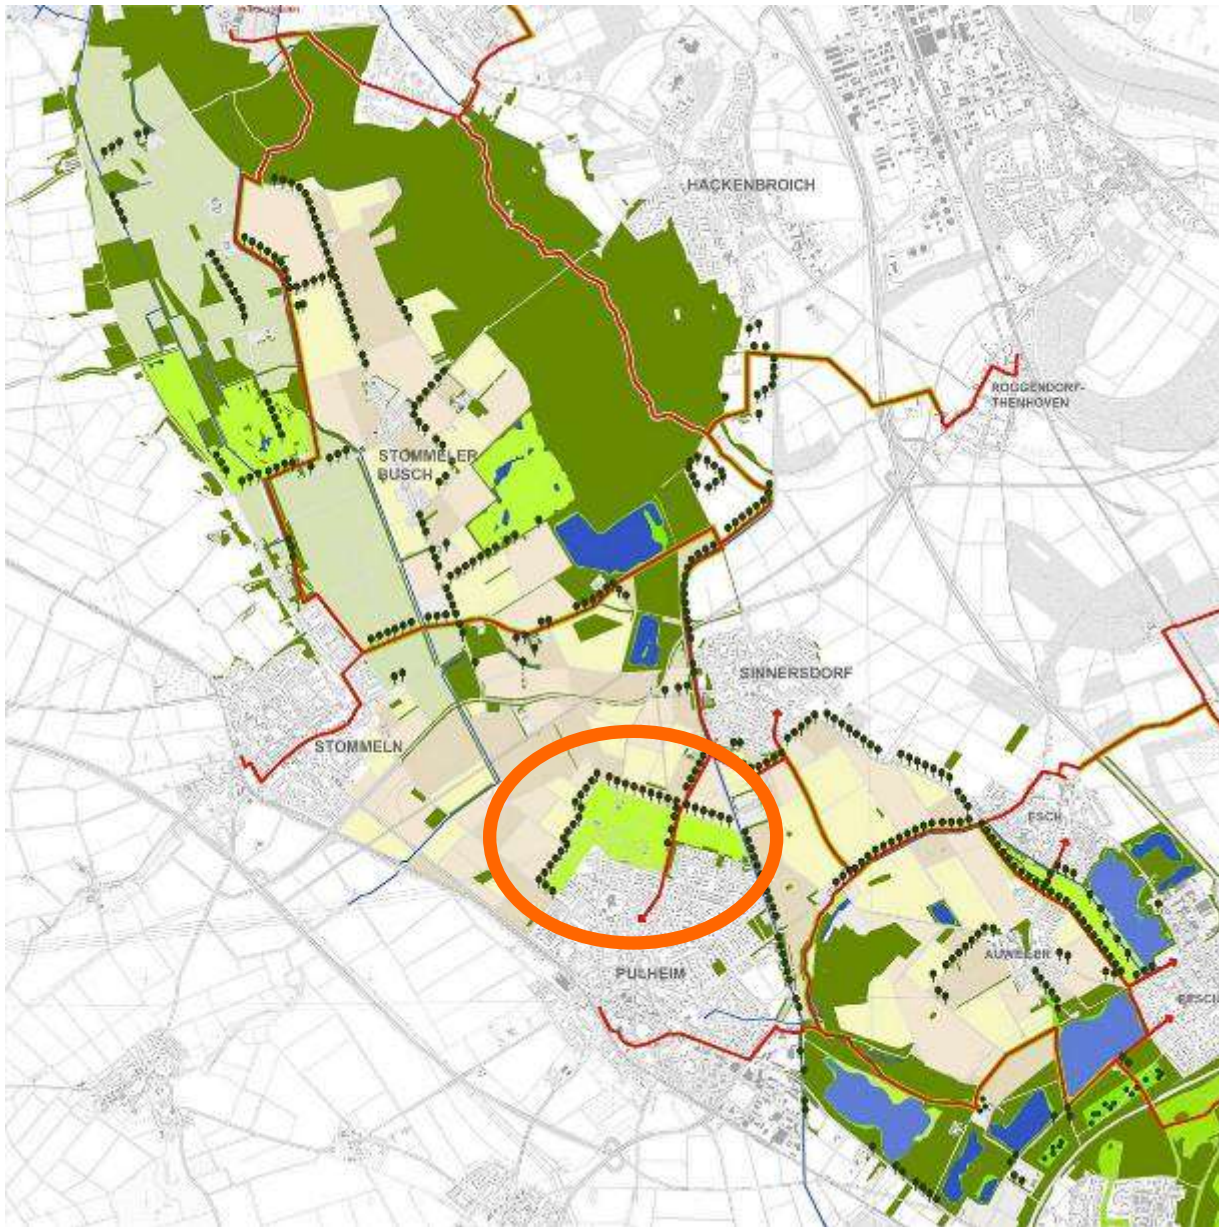 HACKENBROICH
ROGGENDORF-
THENHOVEN
STOMMELER
BUSCH
SINNERSDORF
STOMMELN
ESCH
AUWEILER
PULHEIM